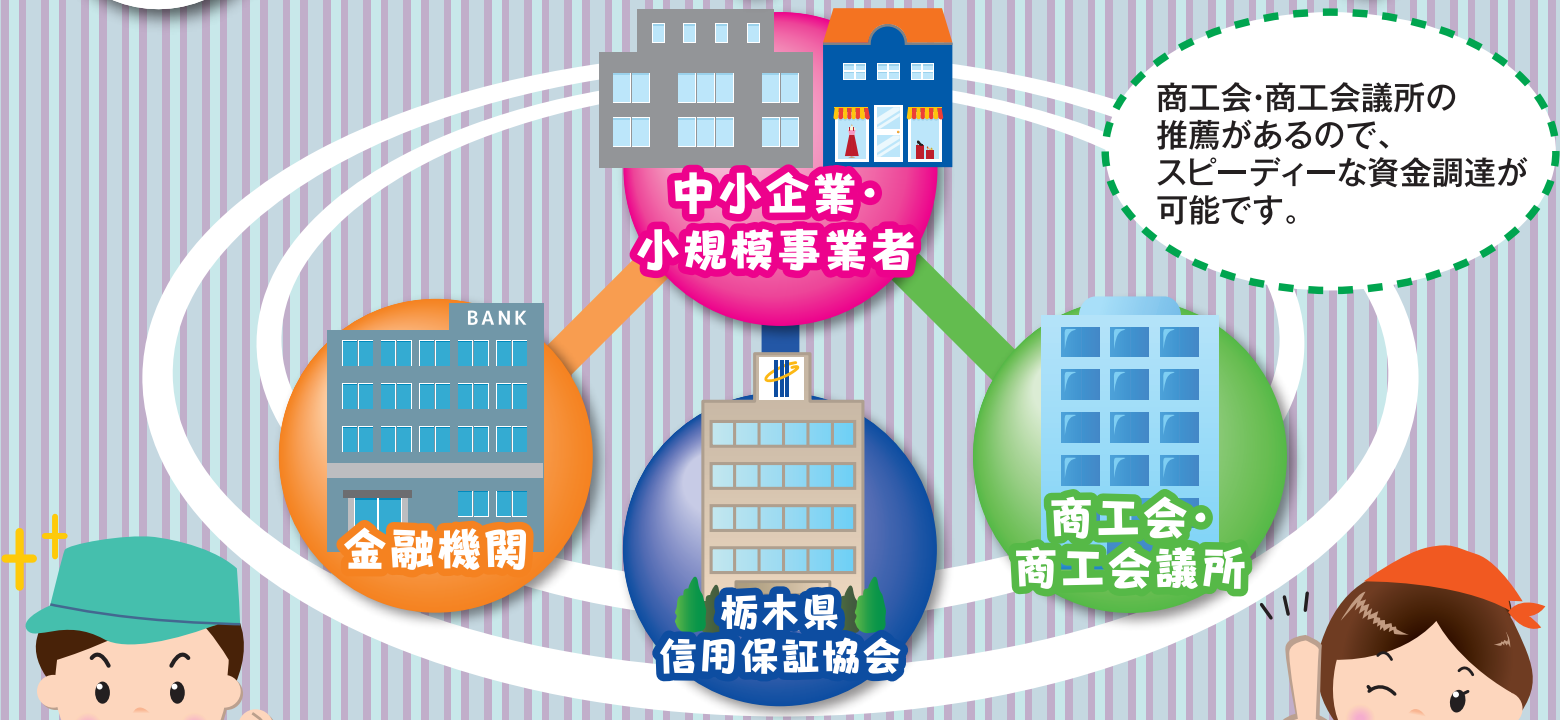 商工会・商工会議所の
推薦があるので、
スピーディーな資金調達が
可能です。
中小企業・
小規模事業者
BANK
金融機関
商工会・
商工会議所
栃木県
信用保証協会